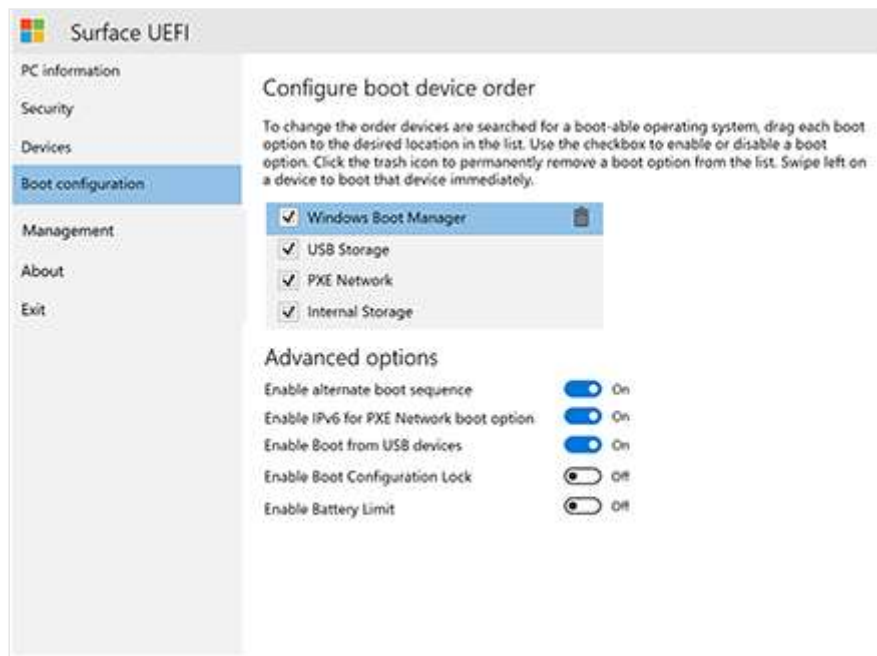 Surface UEFI
PC information
Security
Devices
Boot configuration
Management
About
Exit
Configure boot device order
To change the order devices are searched for a boot-able operating system, drag each boot
option to the desired location in the list. Use the checkbox to enable or disable a boot
option. Click the trash icon to permanently remove a boot option from the list. Swipe left on
a device to boot that device immediately.
Windows Boot Manager
USB Storage
PXE Network
Internal Storage
Advanced options
Enable alternate boot sequence On
Enable IPv6 for PXE Network boot option On
Enable Boot from USB devices On
Enable Boot Configuration Lock Off
Enable Battery Limit Off